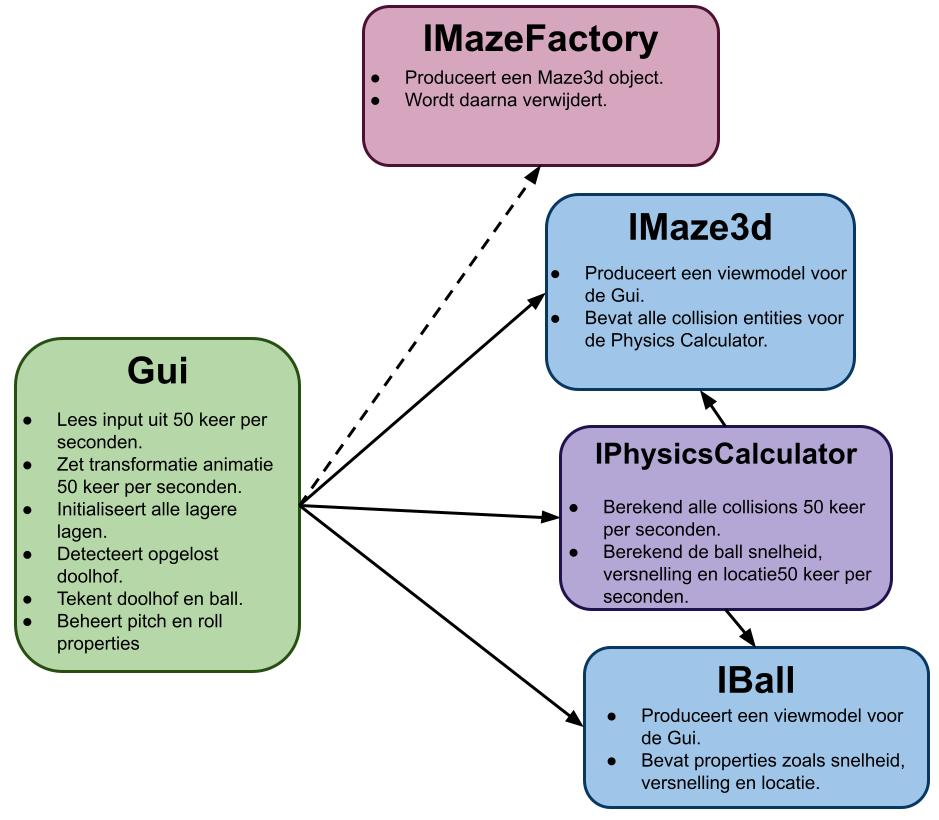 IMazeFactory
● Produceert een Maze3d object.
● Wordt daarna verwijdert.
IMaze3d
● Produceert een viewmodel voor
de Gui.
● Bevat alle collision entities voor
de Physics Calculator.
Gui
● Lees input uit 50 keer per
seconden.
● Zet transformatie animatie
50 keer per seconden.
● Initialiseert alle lagere
lagen.
● Detecteert opgelost
doolhof.
● Tekent doolhof en ball.
● Beheert pitch en roll
properties
IPhysicsCalculator
● Berekend alle collisions 50 keer
per seconden.
● Berekend de ball snelheid,
versnelling en locatie50 keer per
seconden.
IBall
● Produceert een viewmodel voor
de Gui.
● Bevat properties zoals snelheid,
versnelling en locatie.